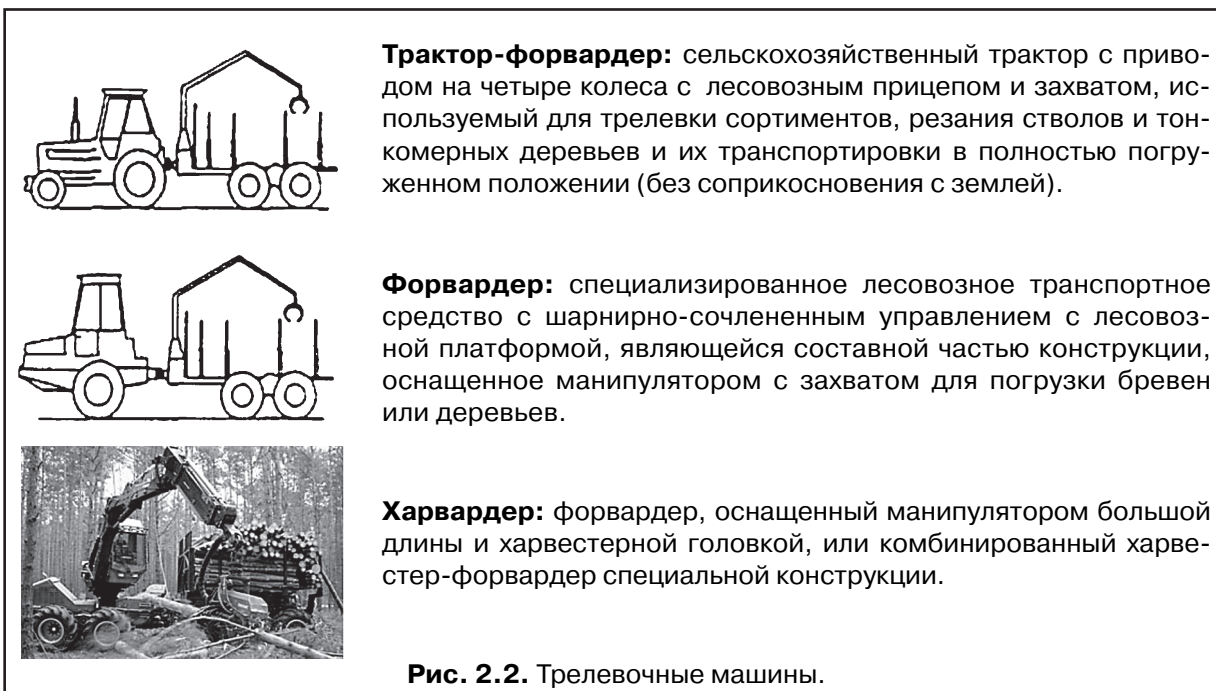 Трактор-форвардер: сельскохозяйственный трактор с приво-
дом на четыре колеса с лесовозным прицепом и захватом, ис-
пользуемый для трелевки сортиментов, резания стволов и тон-
комерных деревьев и их транспортировки в полностью погру-
женном положении (без соприкосновения с землей).
Форвардер: специализированное лесовозное транспортное
средство с шарнирно-сочлененным управлением с лесовоз-
ной платформой, являющейся составной частью конструкции,
оснащенное манипулятором с захватом для погрузки бревен
или деревьев.
Харвардер: форвардер, оснащенный манипулятором большой
длины и харвестерной головкой, или комбинированный харве-
стер-форвардер специальной конструкции.
Рис. 2.2. Трелевочные машины.